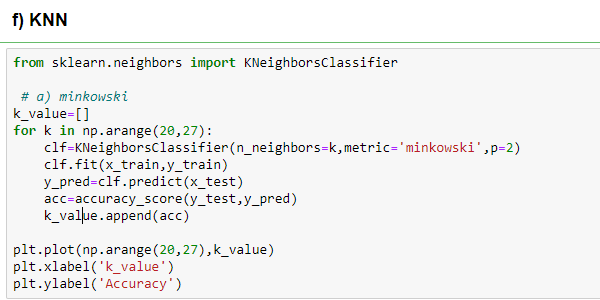 f) KNN
from sklearn.neighbors import KNeighborsClassifier
# a) minkowski
k_value=[]
for k in np.arange(20,27):
    clf=KNeighborsClassifier(n_neighbors=k,metric='minkowski',p=2)
    clf.fit(x_train,y_train)
    y_pred=clf.predict(x_test)
    acc=accuracy_score(y_test,y_pred)
    k_value.append(acc)
plt.plot(np.arange(20,27),k_value)
plt.xlabel('k_value')
plt.ylabel('Accuracy')